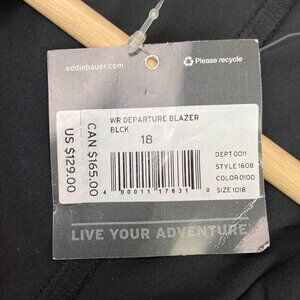 eddiebauer.com
Please recycle
US $129.00
CAN $165.00
WR DEPARTURE BLAZER
BLCK
18
DEPT 0011
STYLE 1608
COLOR 0100
SIZE 1018
4 00011 17631 0
LIVE YOUR ADVENTURE